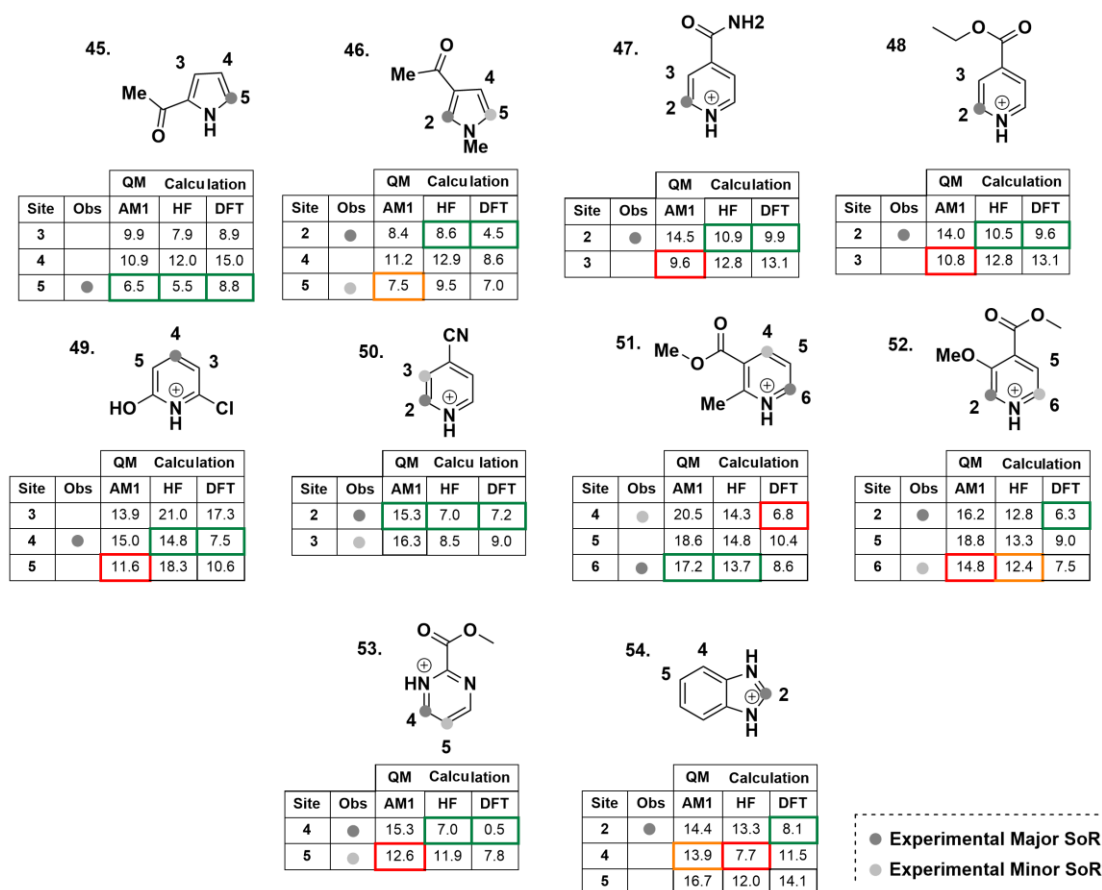 45.
3
4
5
Me
O
N
H
QM Calculation
Site Obs AM1 HF DFT
3 9.9 7.9 8.9
4 10.9 12.0 15.0
5 6.5 5.5 8.8
46.
O
Me
4
2
5
N
Me
QM Calculation
Site Obs AM1 HF DFT
2 8.4 8.6 4.5
4 11.2 12.9 8.6
5 7.5 9.5 7.0
47.
O NH2
3
2
+
N
H
QM Calculation
Site Obs AM1 HF DFT
2 14.5 10.9 9.9
3 9.6 12.8 13.1
48
O O
3
2
+
N
H
QM Calculation
Site Obs AM1 HF DFT
2 14.0 10.5 9.6
3 10.8 12.8 13.1
49.
4
5 3
+
HO N Cl
H
QM Calculation
Site Obs AM1 HF DFT
3 13.9 21.0 17.3
4 15.0 14.8 7.5
5 11.6 18.3 10.6
50.
CN
3
2
+
N
H
QM Calculation
Site Obs AM1 HF DFT
2 15.3 7.0 7.2
3 16.3 8.5 9.0
51.
O 4
5
Me O
+
Me N 6
H
QM Calculation
Site Obs AM1 HF DFT
4 20.5 14.3 6.8
5 18.6 14.8 10.4
6 17.2 13.7 8.6
52.
O O
MeO 5
+
2 N 6
H
QM Calculation
Site Obs AM1 HF DFT
2 16.2 12.8 6.3
5 18.8 13.3 9.0
6 14.8 12.4 7.5
53.
O O
+
HN N
4
5
QM Calculation
Site Obs AM1 HF DFT
4 15.3 7.0 0.5
5 12.6 11.9 7.8
54.
4 H
5 N
+ 2
N
H
QM Calculation
Site Obs AM1 HF DFT
2 14.4 13.3 8.1
4 13.9 7.7 11.5
5 16.7 12.0 14.1
Experimental Major SoR
Experimental Minor SoR